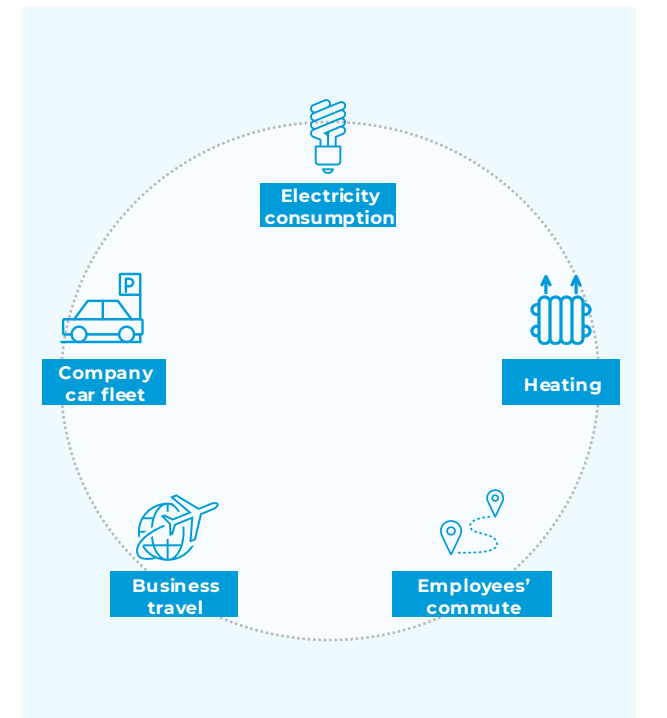 Electricity
consumption
P
Company
car fleet
Heating
Business
travel
Employees’
commute